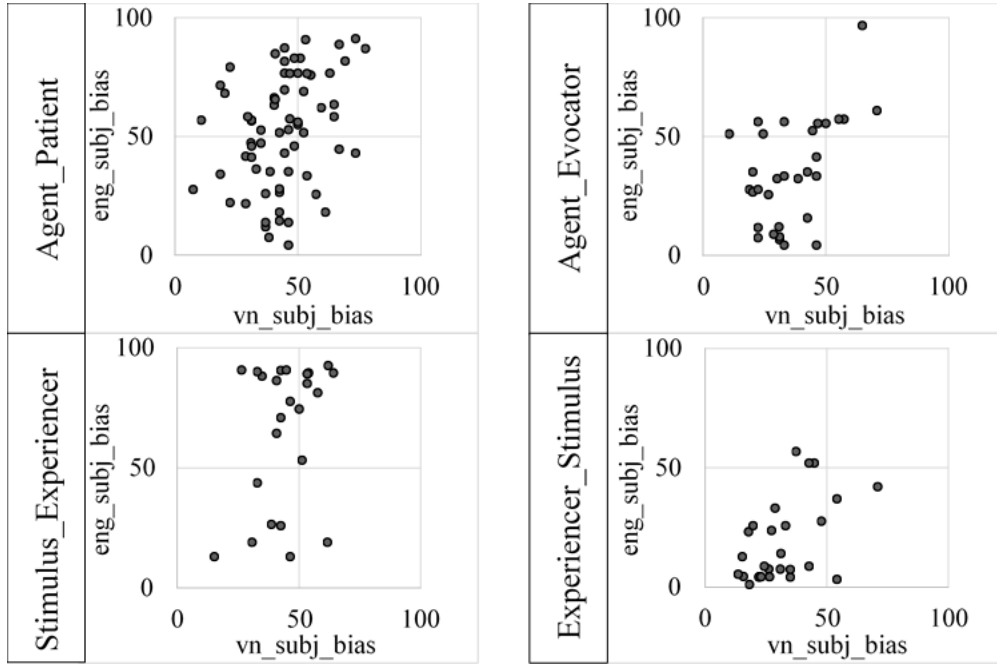 Agent_Patient
eng_subj_bias
100
50
0
0 50 100
vn_subj_bias
Agent_Evocator
eng_subj_bias
100
50
0
0 50 100
vn_subj_bias
Stimulus_Experiencer
eng_subj_bias
100
50
0
0 50 100
vn_subj_bias
Experiencer_Stimulus
eng_subj_bias
100
50
0
0 50 100
vn_subj_bias